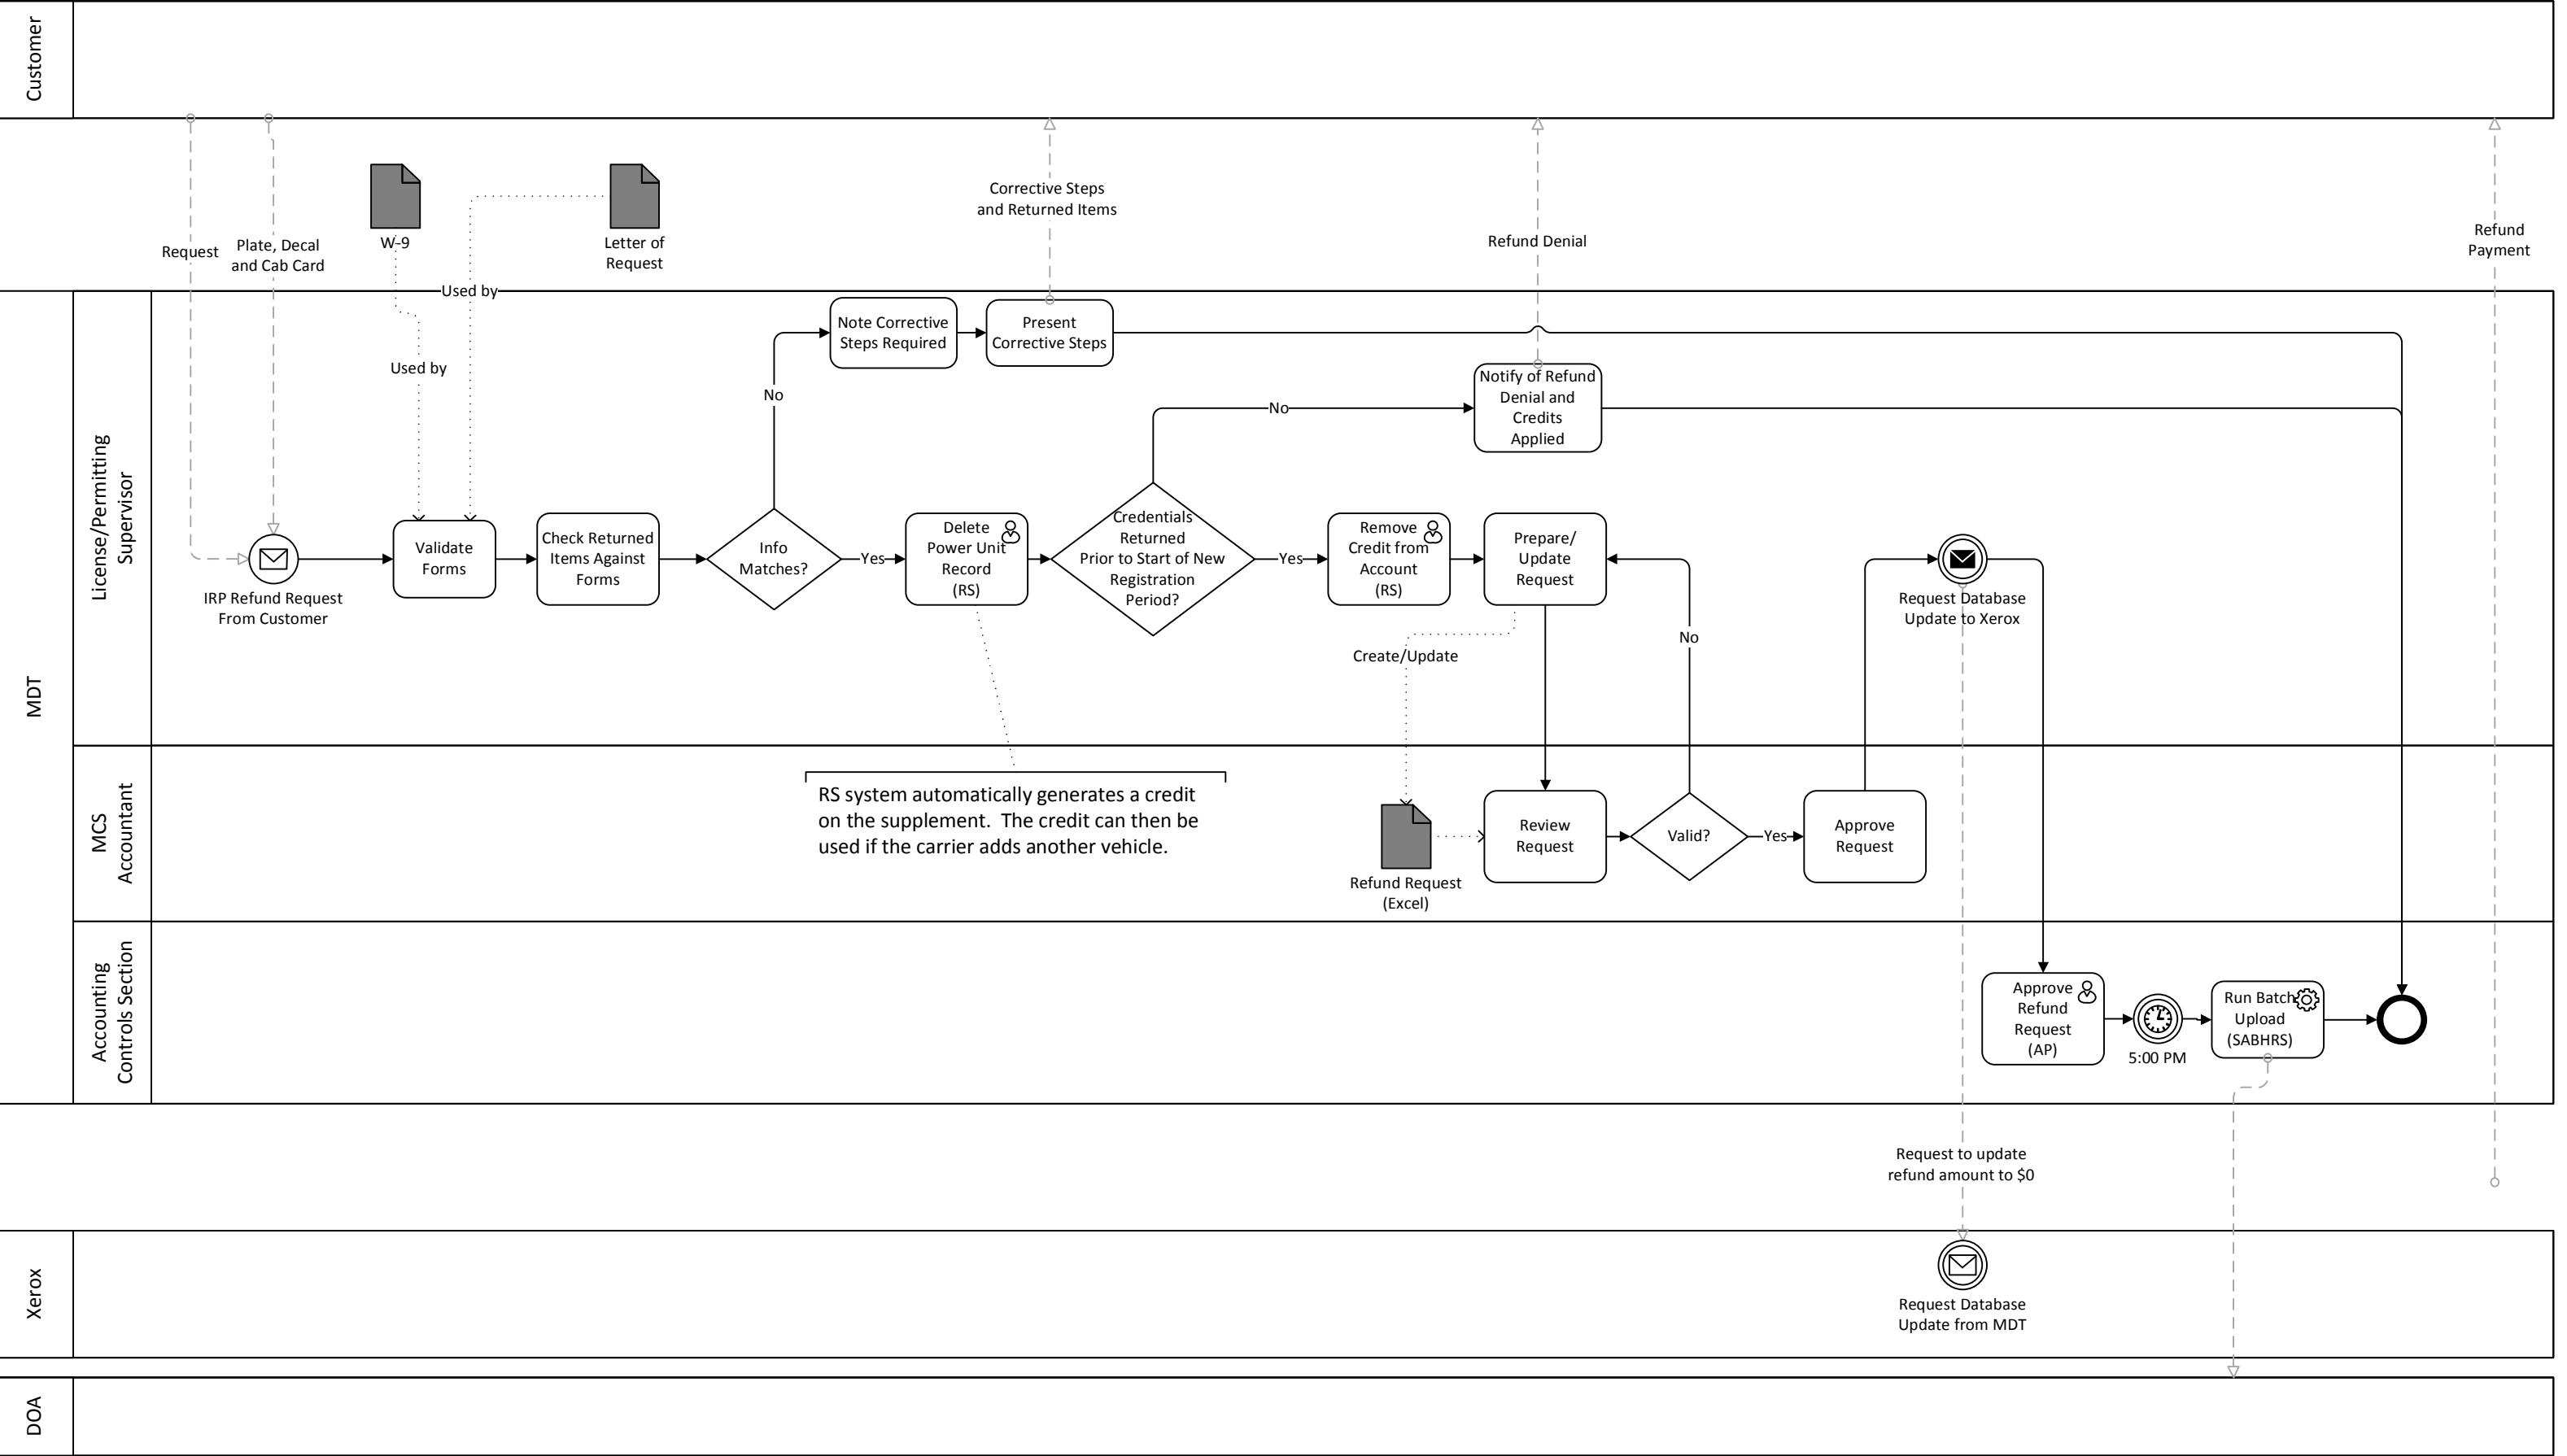 Customer
Request
Plate, Decal
and Cab Card
W-9
Letter of
Request
Used by
Used by
Corrective Steps
and Returned Items
Refund Denial
Refund
Payment
MDT
License/Permitting
Supervisor
IRP Refund Request
From Customer
Validate
Forms
Check Returned
Items Against
Forms
Info
Matches?
No
Note Corrective
Steps Required
Present
Corrective Steps
Yes
Delete
Power Unit
Record
(RS)
Credentials
Returned
Prior to Start of New
Registration
Period?
No
Notify of Refund
Denial and
Credits
Applied
Yes
Remove
Credit from
Account
(RS)
Prepare/
Update
Request
Create/Update
No
Request Database
Update to Xerox
MCS
Accountant
RS system automatically generates a credit
on the supplement.  The credit can then be
used if the carrier adds another vehicle.
Refund Request
(Excel)
Review
Request
Valid?
Yes
Approve
Request
Accounting
Controls Section
Approve
Refund
Request
(AP)
5:00 PM
Run Batch
Upload
(SABHRS)
Request to update
refund amount to $0
Xerox
Request Database
Update from MDT
DOA